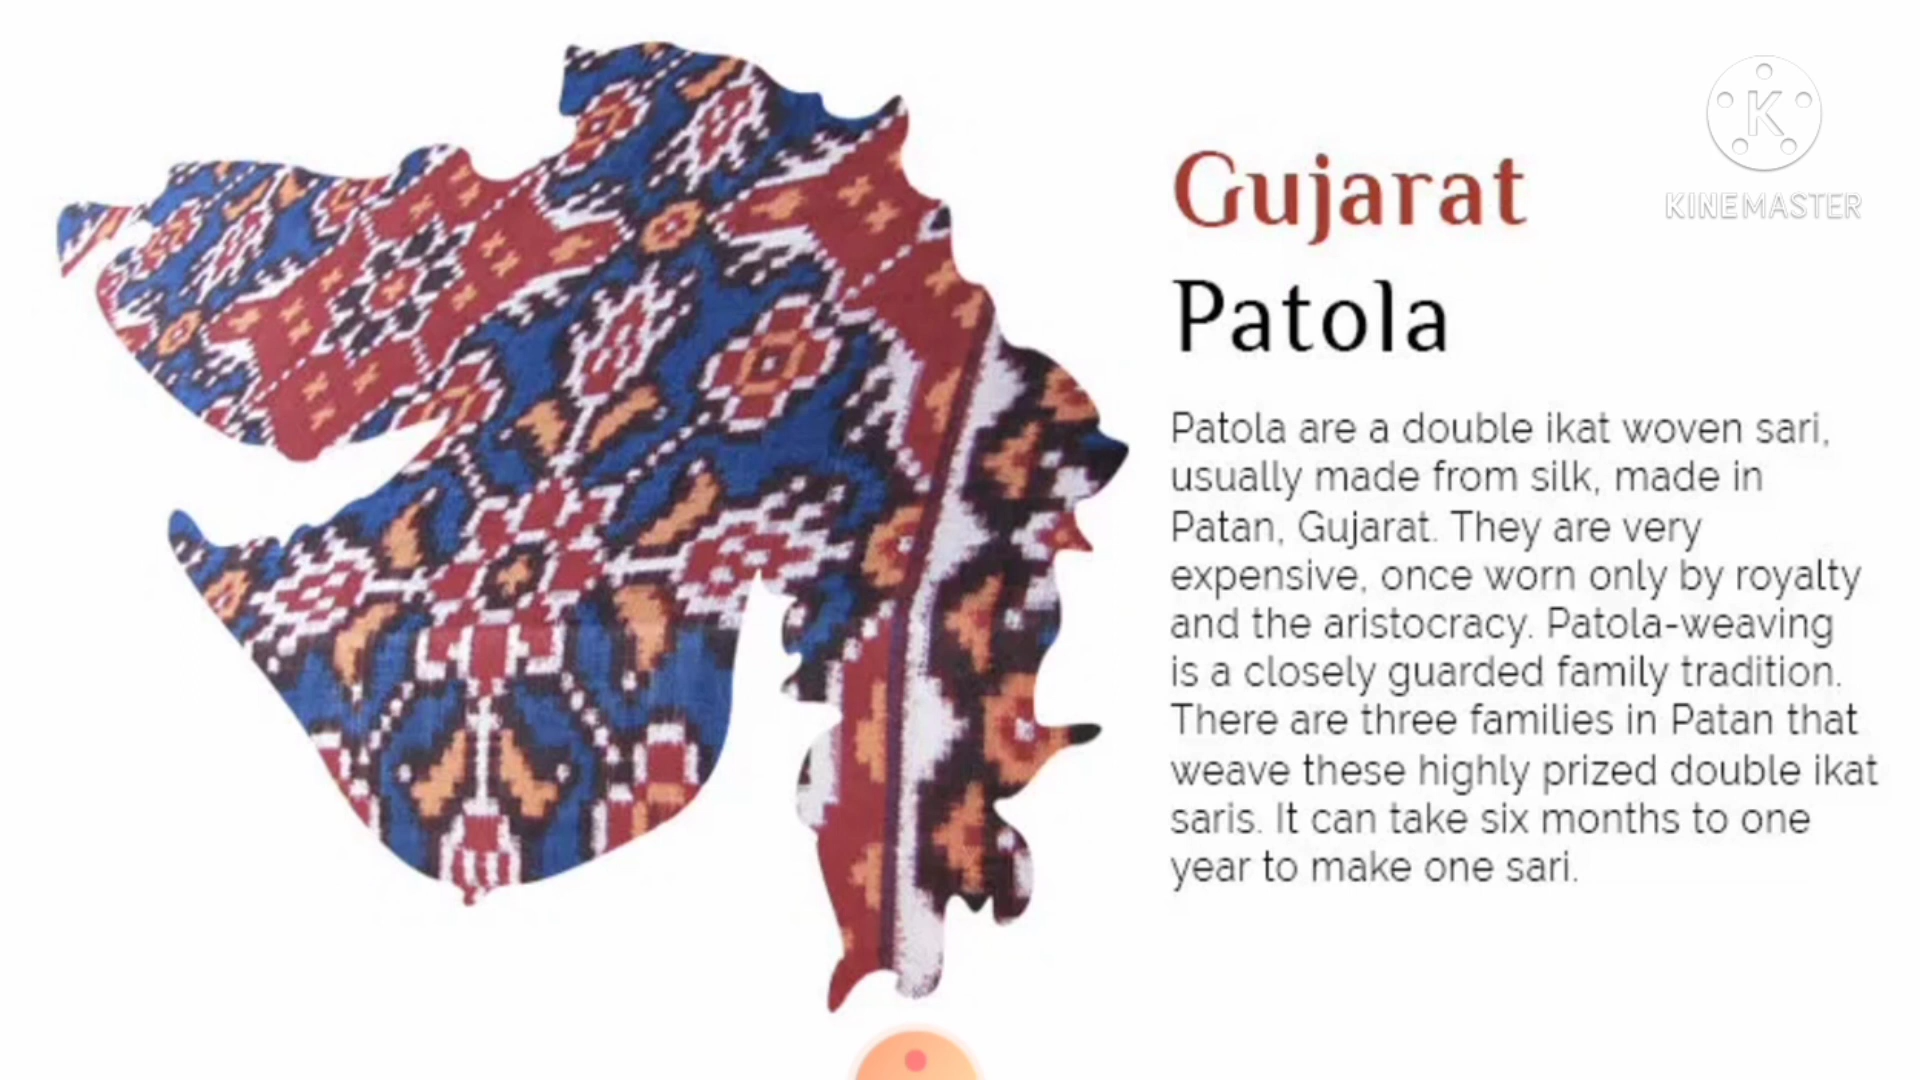 Gujarat
Patola
Patola are a double ikat woven sari,
usually made from silk, made in
Patan, Gujarat. They are very
expensive, once worn only by royalty
and the aristocracy. Patola-weaving
is a closely guarded family tradition.
There are three families in Patan that
weave these highly prized double ikat
saris. It can take six months to one
year to make one sari.
K
KINEMASTER